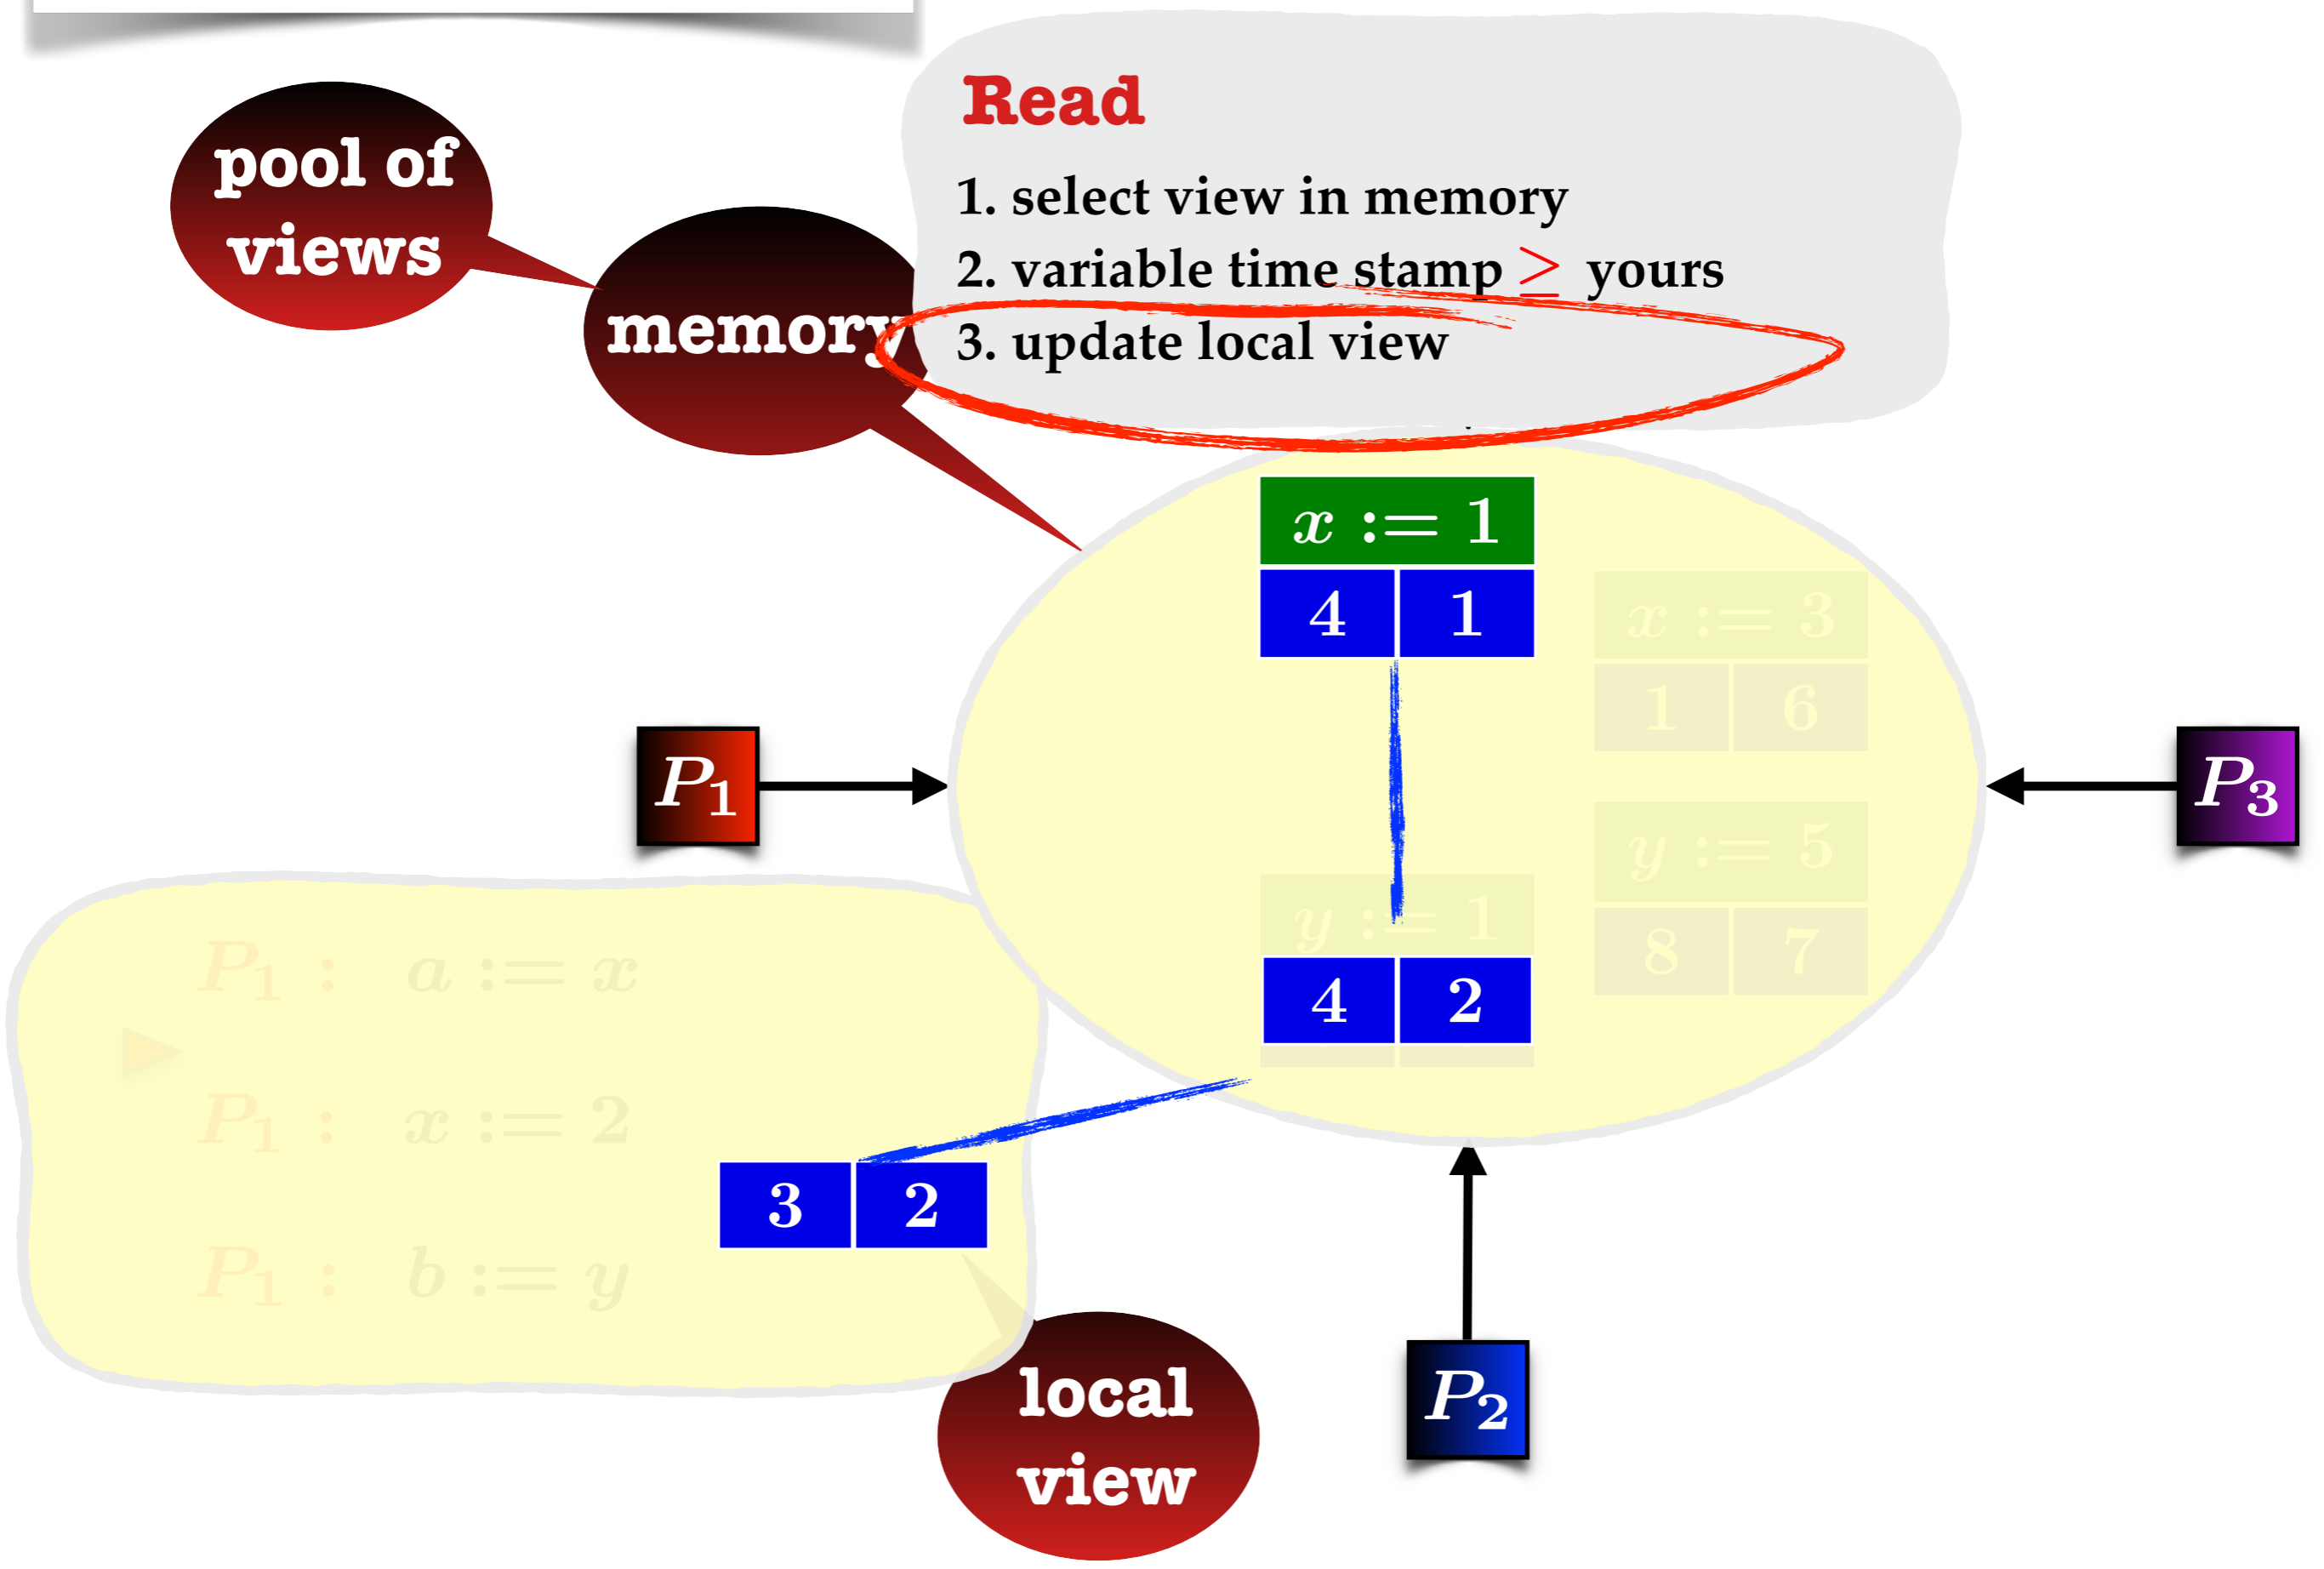 Read
pool of
views
1. select view in memory
2. variable time stamp ≥ yours
memory
3. update local view
x := 1
4 1
x := 3
1 6
P₁
P₃
y := 5
8 7
y := 1
4 2
P₁ : a := x
P₁ : x := 2
3 2
P₁ : b := y
local
view
P₂